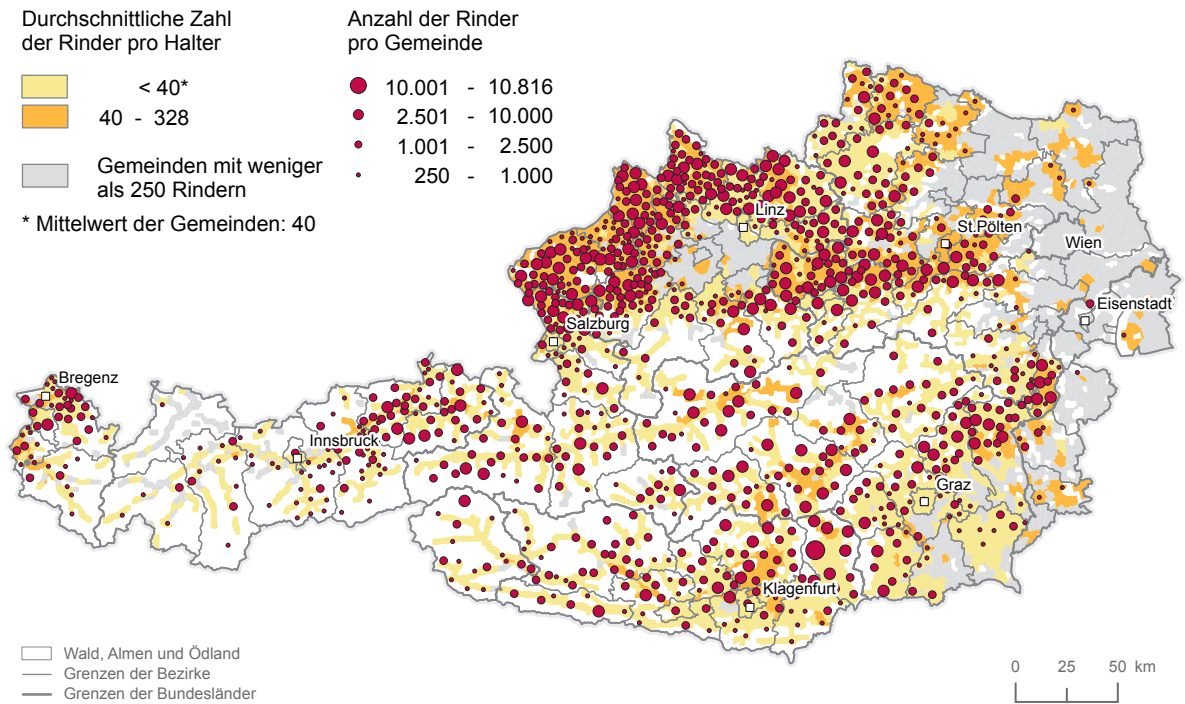 Durchschnittliche Zahl
der Rinder pro Halter
< 40*
40 - 328
Gemeinden mit weniger
als 250 Rindern
* Mittelwert der Gemeinden: 40
Anzahl der Rinder
pro Gemeinde
10.001 - 10.816
2.501 - 10.000
1.001 - 2.500
250 - 1.000
Linz
St.Pölten
Wien
Eisenstadt
Salzburg
Bregenz
Innsbruck
Graz
Klagenfurt
Wald, Almen und Ödland
Grenzen der Bezirke
Grenzen der Bundesländer
0 25 50 km